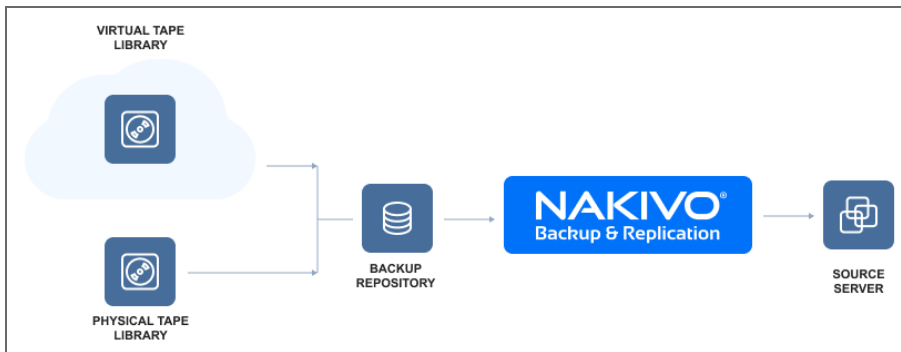 VIRTUAL TAPE
LIBRARY
NAKIVO®
Backup & Replication
BACKUP
REPOSITORY
SOURCE
SERVER
PHYSICAL TAPE
LIBRARY